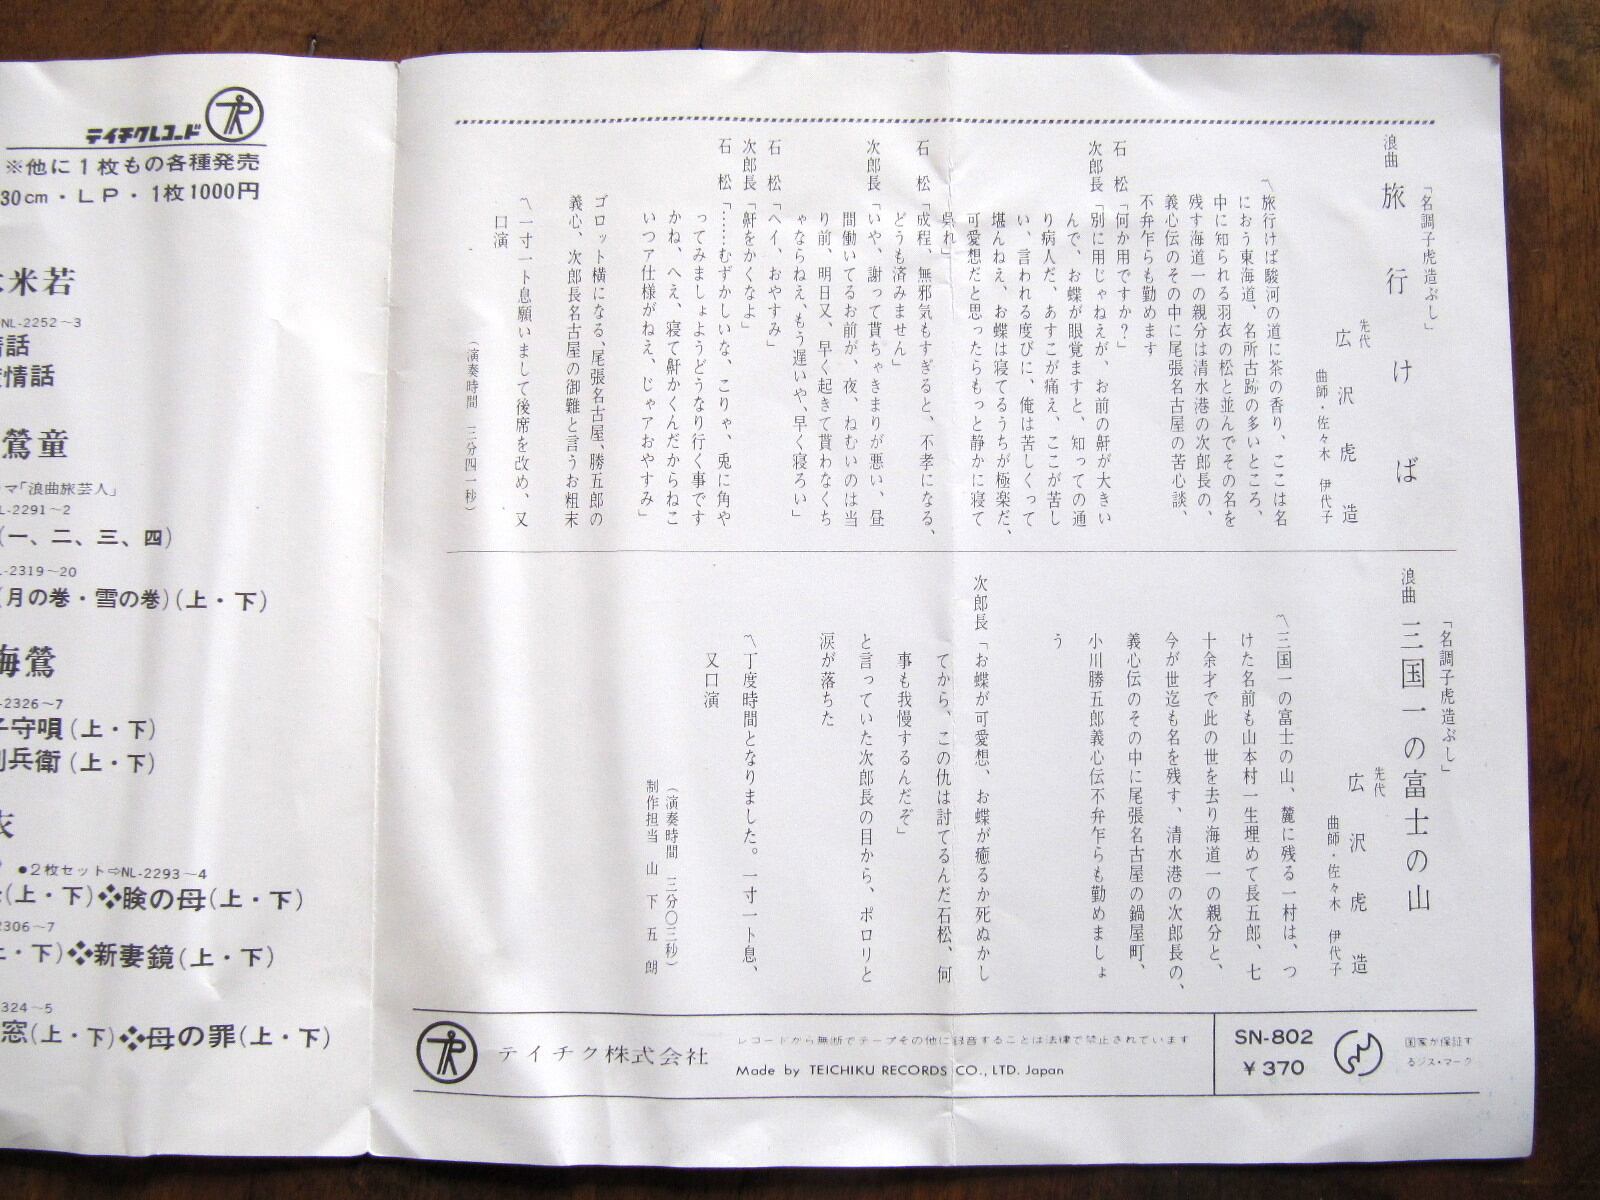 「名調子虎造ぶし」
浪曲 旅行けば
先代
広沢虎造
曲師・佐々木 伊代子
〽旅行けば駿河の道に茶の香り、ここは名
におう東海道、名所古跡の多いところ、
中に知られる羽衣の松と並んでその名を
残す海道一の親分は清水港の次郎長の、
義心伝のその中に尾張名古屋の苦心談、
不弁乍らも勤めます
石 松「何か用ですか?」
次郎長「別に用じゃねえが、お前の鼾が大きい
んで、お蝶が眼覚ますと、知っての通
り病人だ、あすこが痛え、ここが苦し
い、言われる度びに、俺は苦しくって
堪んねえ、お蝶は寝てるうちが極楽だ、
可愛想だと思ったらもっと静かに寝て
呉れ」
石 松「成程、無邪気もすぎると、不孝になる、
どうも済みません」
次郎長「いや、謝って貰ちゃきまりが悪い、昼
間働いてるお前が、夜、ねむいのは当
り前、明日又、早く起きて貰わなくち
ゃならねえ、もう遅いや、早く寝ろい」
石 松「ヘイ、おやすみ」
次郎長「鼾をかくなよ」
石 松「……むずかしいな、こりゃ、兎に角や
ってみましょようどうなり行く事です
かね、へえ、寝て鼾かくんだからねこ
いつア仕様がねえ、じゃアおやすみ」
ゴロット横になる、尾張名古屋、勝五郎の
義心、次郎長名古屋の御難と言うお粗末
〽一寸一ト息願いまして後席を改め、又
口演
(演奏時間 三分四一秒)
「名調子虎造ぶし」
浪曲 三国一の富士の山
先代
広沢虎造
曲師・佐々木 伊代子
〽三国一の富士の山、麓に残る一村は、つ
けた名前も山本村一生埋めて長五郎、七
十余才で此の世を去り海道一の親分と、
今が世迄も名を残す、清水港の次郎長の、
義心伝のその中に尾張名古屋の鍋屋町、
小川勝五郎義心伝不弁乍らも勤めましょ
う
次郎長「お蝶が可愛想、お蝶が癒るか死ぬかし
てから、この仇は討てるんだ石松、何
事も我慢するんだぞ」
と言っていた次郎長の目から、ポロリと
涙が落ちた
〽丁度時間となりました。一寸一ト息、
又口演
(演奏時間 三分〇三秒)
制作担当 山下五朗
テイチクレコード
※他に1枚もの各種発売
30cm・LP・1枚1000円
米若
NL-2252〜3
話
情話
鶯童
マ「浪曲旅芸人」
L-2291〜2
(一、二、三、四)
-2319〜20
(月の巻・雪の巻)(上・下)
海鶯
-2326〜7
子守唄(上・下)
兵衛(上・下)
衣
●2枚セット⇨NL-2293〜4
(上・下)❖瞼の母(上・下)
2306〜7
上・下)❖新妻鏡(上・下)
324〜5
窓(上・下)❖母の罪(上・下)
テイチク株式会社
レコードから無断でテープその他に録音することは法律で禁止されています
Made by TEICHIKU RECORDS CO., LTD. Japan
SN-802
¥370
国家が保証す
るジス・マーク